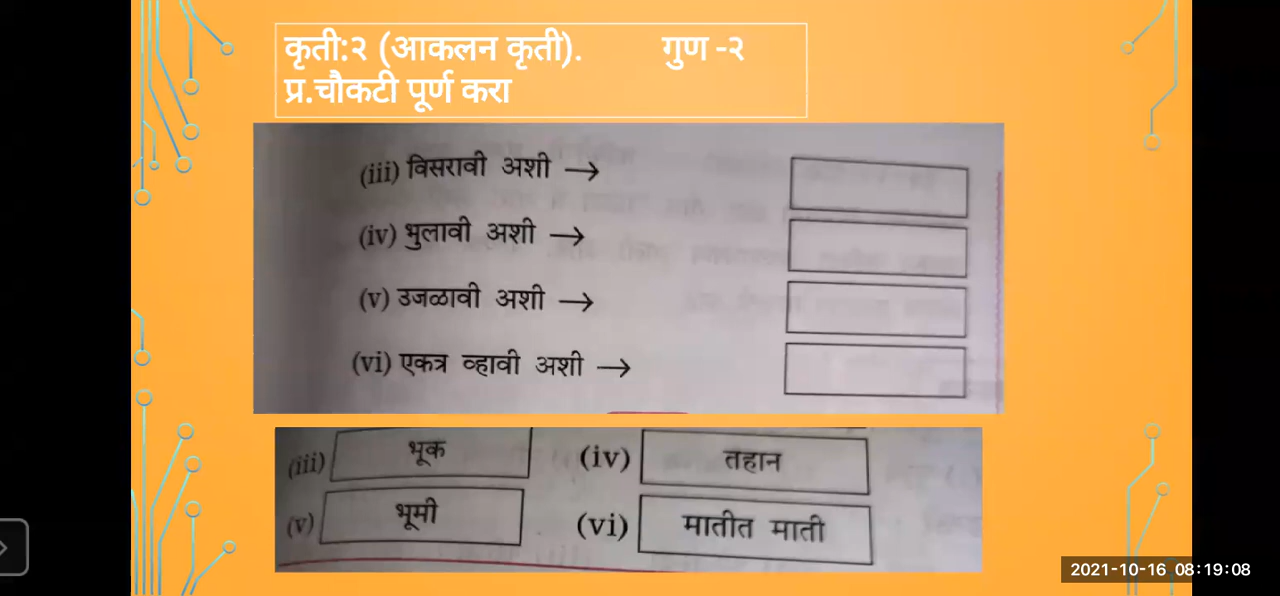 कृती:२ (आकलन कृती). गुण -२
प्र.चौकटी पूर्ण करा
(iii) विसरावी अशी →
(iv) भुलावी अशी →
(v) उजळावी अशी →
(vi) एकत्र व्हावी अशी →
(iii) भूक (iv) तहान
(v) भूमी (vi) मातीत माती
2021-10-16 08:19:08